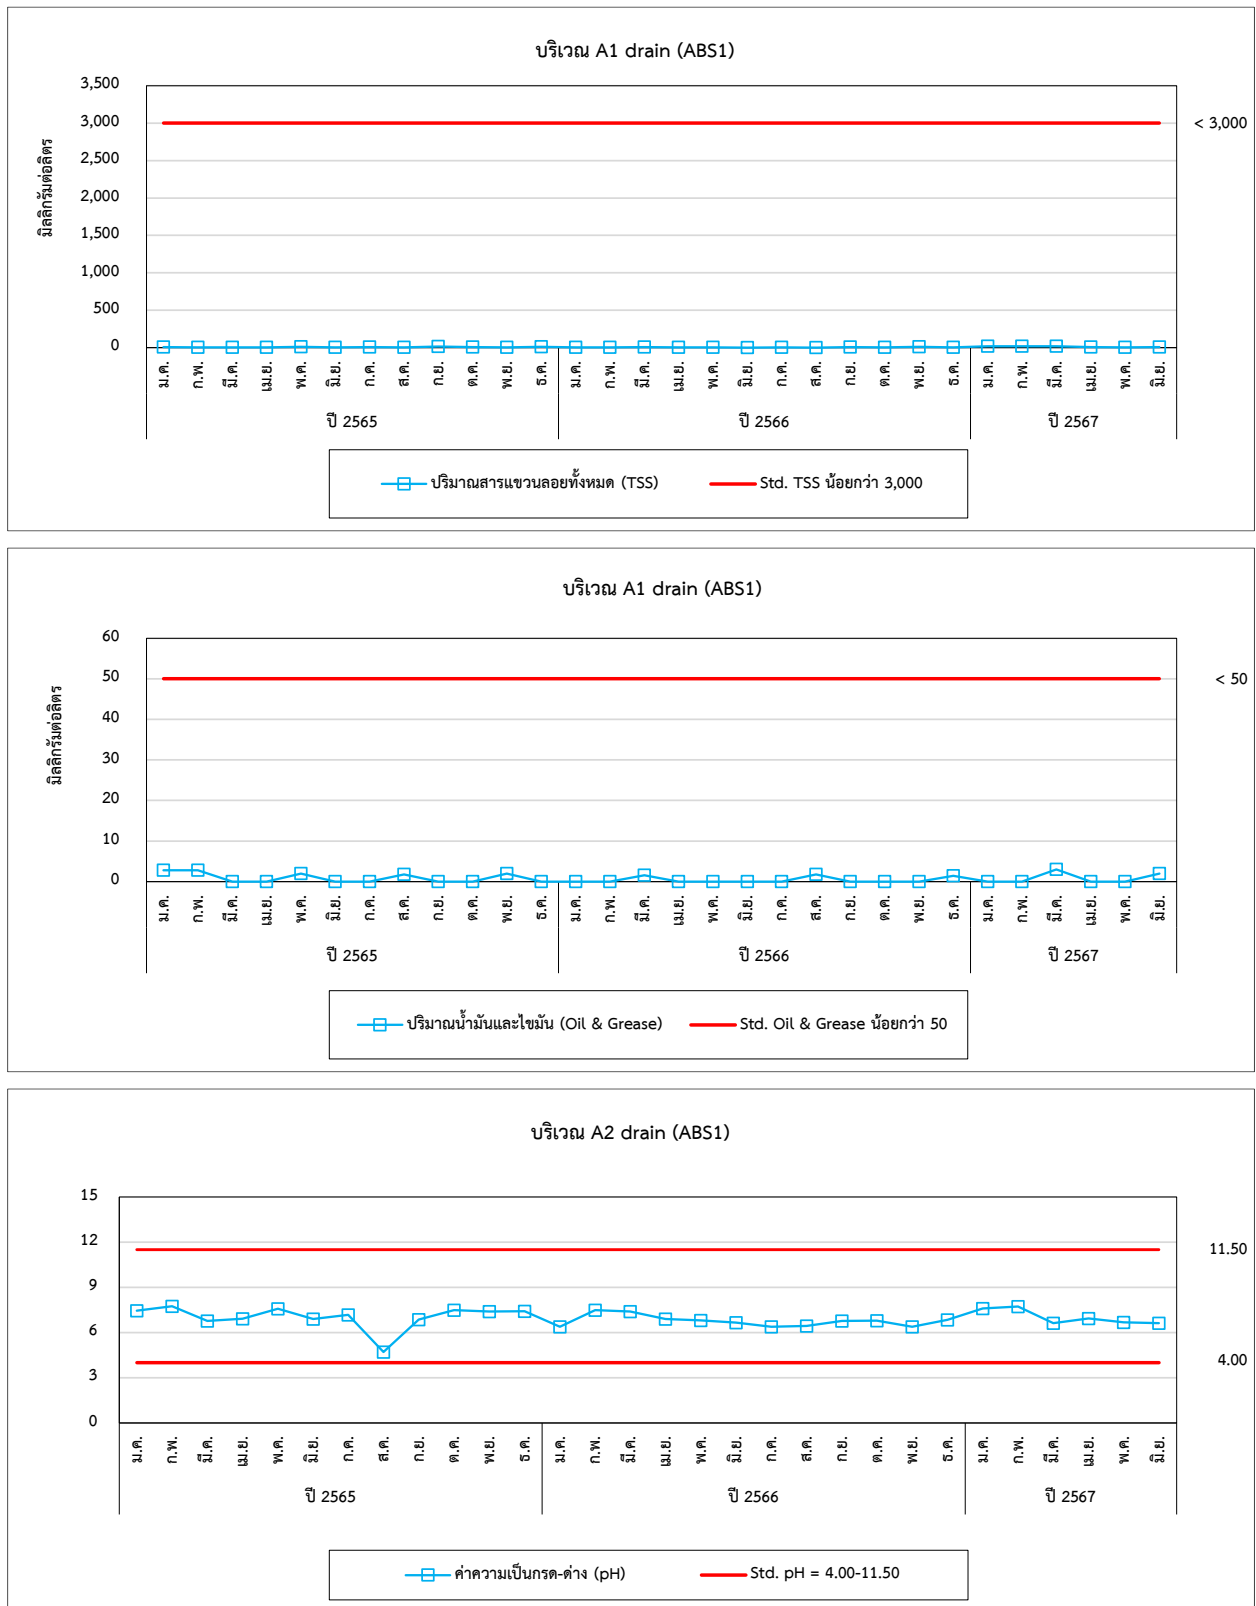 บริเวณ A1 drain (ABS1)
มิลลิกรัมต่อลิตร
3,500
3,000
2,500
2,000
1,500
1,000
500
0
< 3,000
ม.ค. ก.พ. มี.ค. เม.ย. พ.ค. มิ.ย. ก.ค. ส.ค. ก.ย. ต.ค. พ.ย. ธ.ค. ม.ค. ก.พ. มี.ค. เม.ย. พ.ค. มิ.ย. ก.ค. ส.ค. ก.ย. ต.ค. พ.ย. ธ.ค. ม.ค. ก.พ. มี.ค. เม.ย. พ.ค. มิ.ย.
ปี 2565 ปี 2566 ปี 2567
ปริมาณสารแขวนลอยทั้งหมด (TSS) Std. TSS น้อยกว่า 3,000
บริเวณ A1 drain (ABS1)
มิลลิกรัมต่อลิตร
60
50
40
30
20
10
0
< 50
ม.ค. ก.พ. มี.ค. เม.ย. พ.ค. มิ.ย. ก.ค. ส.ค. ก.ย. ต.ค. พ.ย. ธ.ค. ม.ค. ก.พ. มี.ค. เม.ย. พ.ค. มิ.ย. ก.ค. ส.ค. ก.ย. ต.ค. พ.ย. ธ.ค. ม.ค. ก.พ. มี.ค. เม.ย. พ.ค. มิ.ย.
ปี 2565 ปี 2566 ปี 2567
ปริมาณน้ำมันและไขมัน (Oil & Grease) Std. Oil & Grease น้อยกว่า 50
บริเวณ A2 drain (ABS1)
15
12
9
6
3
0
11.50
4.00
ม.ค. ก.พ. มี.ค. เม.ย. พ.ค. มิ.ย. ก.ค. ส.ค. ก.ย. ต.ค. พ.ย. ธ.ค. ม.ค. ก.พ. มี.ค. เม.ย. พ.ค. มิ.ย. ก.ค. ส.ค. ก.ย. ต.ค. พ.ย. ธ.ค. ม.ค. ก.พ. มี.ค. เม.ย. พ.ค. มิ.ย.
ปี 2565 ปี 2566 ปี 2567
ค่าความเป็นกรด-ด่าง (pH) Std. pH = 4.00-11.50